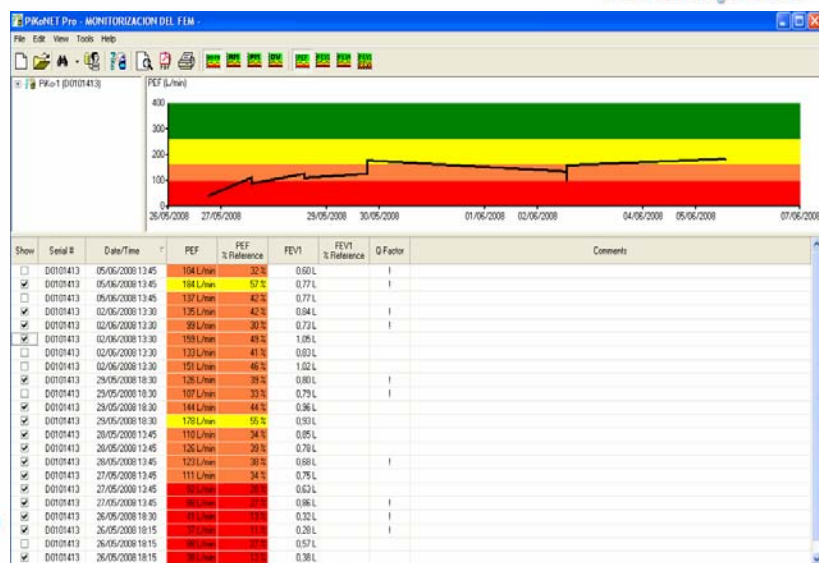 PiKoNET Pro - MONITORIZACION DEL FEM -
File Edit View Tools Help
PiKo-1 (D0101413)
PEF (L/min)
400
300
200
100
0
26/05/2008 27/05/2008 29/05/2008 30/05/2008 01/06/2008 02/06/2008 04/06/2008 05/06/2008 07/06/2008
Show Serial # Date/Time PEF PEF % Reference FEV1 FEV1 % Reference Q-Factor Comments
D0101413 05/06/2008 13:45 104 L/min 32 % 0,60 L !
D0101413 05/06/2008 13:45 184 L/min 57 % 0,77 L !
D0101413 05/06/2008 13:45 137 L/min 42 % 0,77 L
D0101413 02/06/2008 13:30 135 L/min 42 % 0,84 L !
D0101413 02/06/2008 13:30 99 L/min 30 % 0,73 L !
D0101413 02/06/2008 13:30 159 L/min 49 % 1,05 L
D0101413 02/06/2008 13:30 133 L/min 41 % 0,83 L
D0101413 02/06/2008 13:30 151 L/min 46 % 1,02 L
D0101413 29/05/2008 18:30 126 L/min 39 % 0,80 L !
D0101413 29/05/2008 18:30 107 L/min 33 % 0,79 L !
D0101413 29/05/2008 18:30 144 L/min 44 % 0,96 L
D0101413 29/05/2008 18:30 178 L/min 55 % 0,93 L
D0101413 28/05/2008 13:45 110 L/min 34 % 0,85 L
D0101413 28/05/2008 13:45 126 L/min 39 % 0,78 L
D0101413 28/05/2008 13:45 123 L/min 38 % 0,68 L !
D0101413 27/05/2008 13:45 111 L/min 34 % 0,75 L
D0101413 27/05/2008 13:45 0,63 L
D0101413 27/05/2008 13:45 0,86 L !
D0101413 26/05/2008 18:30 41 L/min 13 % 0,32 L !
D0101413 26/05/2008 18:15 37 L/min 11 % 0,28 L !
D0101413 26/05/2008 18:15 0,57 L
D0101413 26/05/2008 18:15 0,38 L